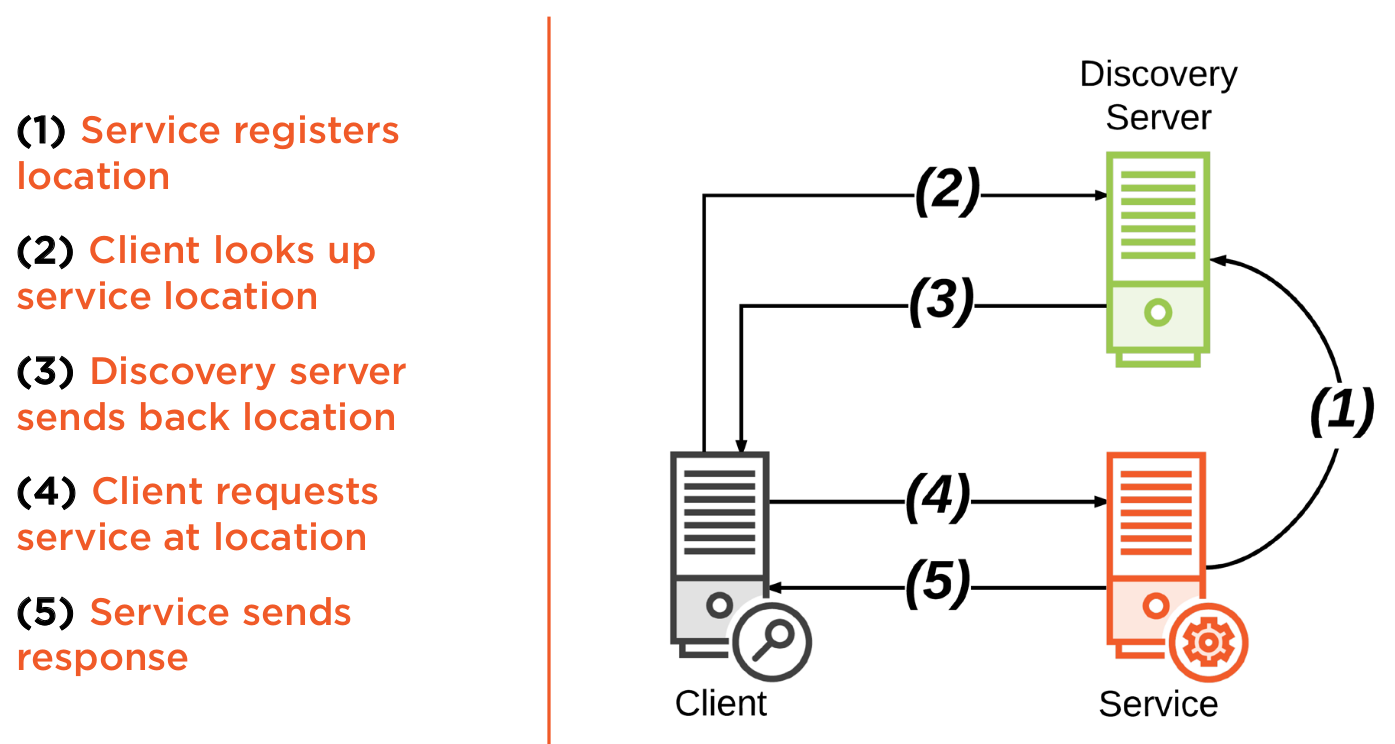 (1) Service registers
location
(2) Client looks up
service location
(3) Discovery server
sends back location
(4) Client requests
service at location
(5) Service sends
response
Discovery
Server
(2)
(3)
(1)
(4)
(5)
Client
Service